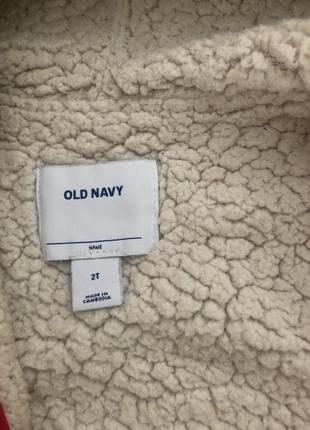 OLD NAVY
NAME
2T
MADE IN
CAMBODIA